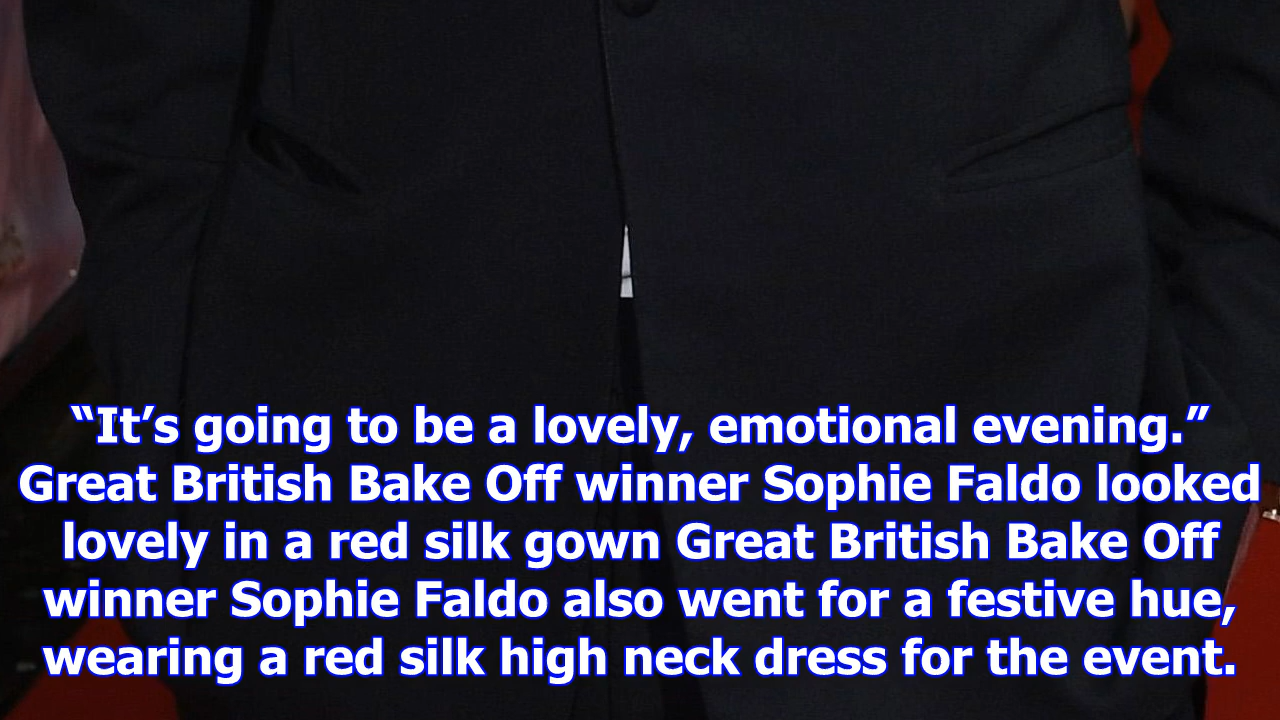 “It’s going to be a lovely, emotional evening.”
Great British Bake Off winner Sophie Faldo looked
lovely in a red silk gown Great British Bake Off
winner Sophie Faldo also went for a festive hue,
wearing a red silk high neck dress for the event.